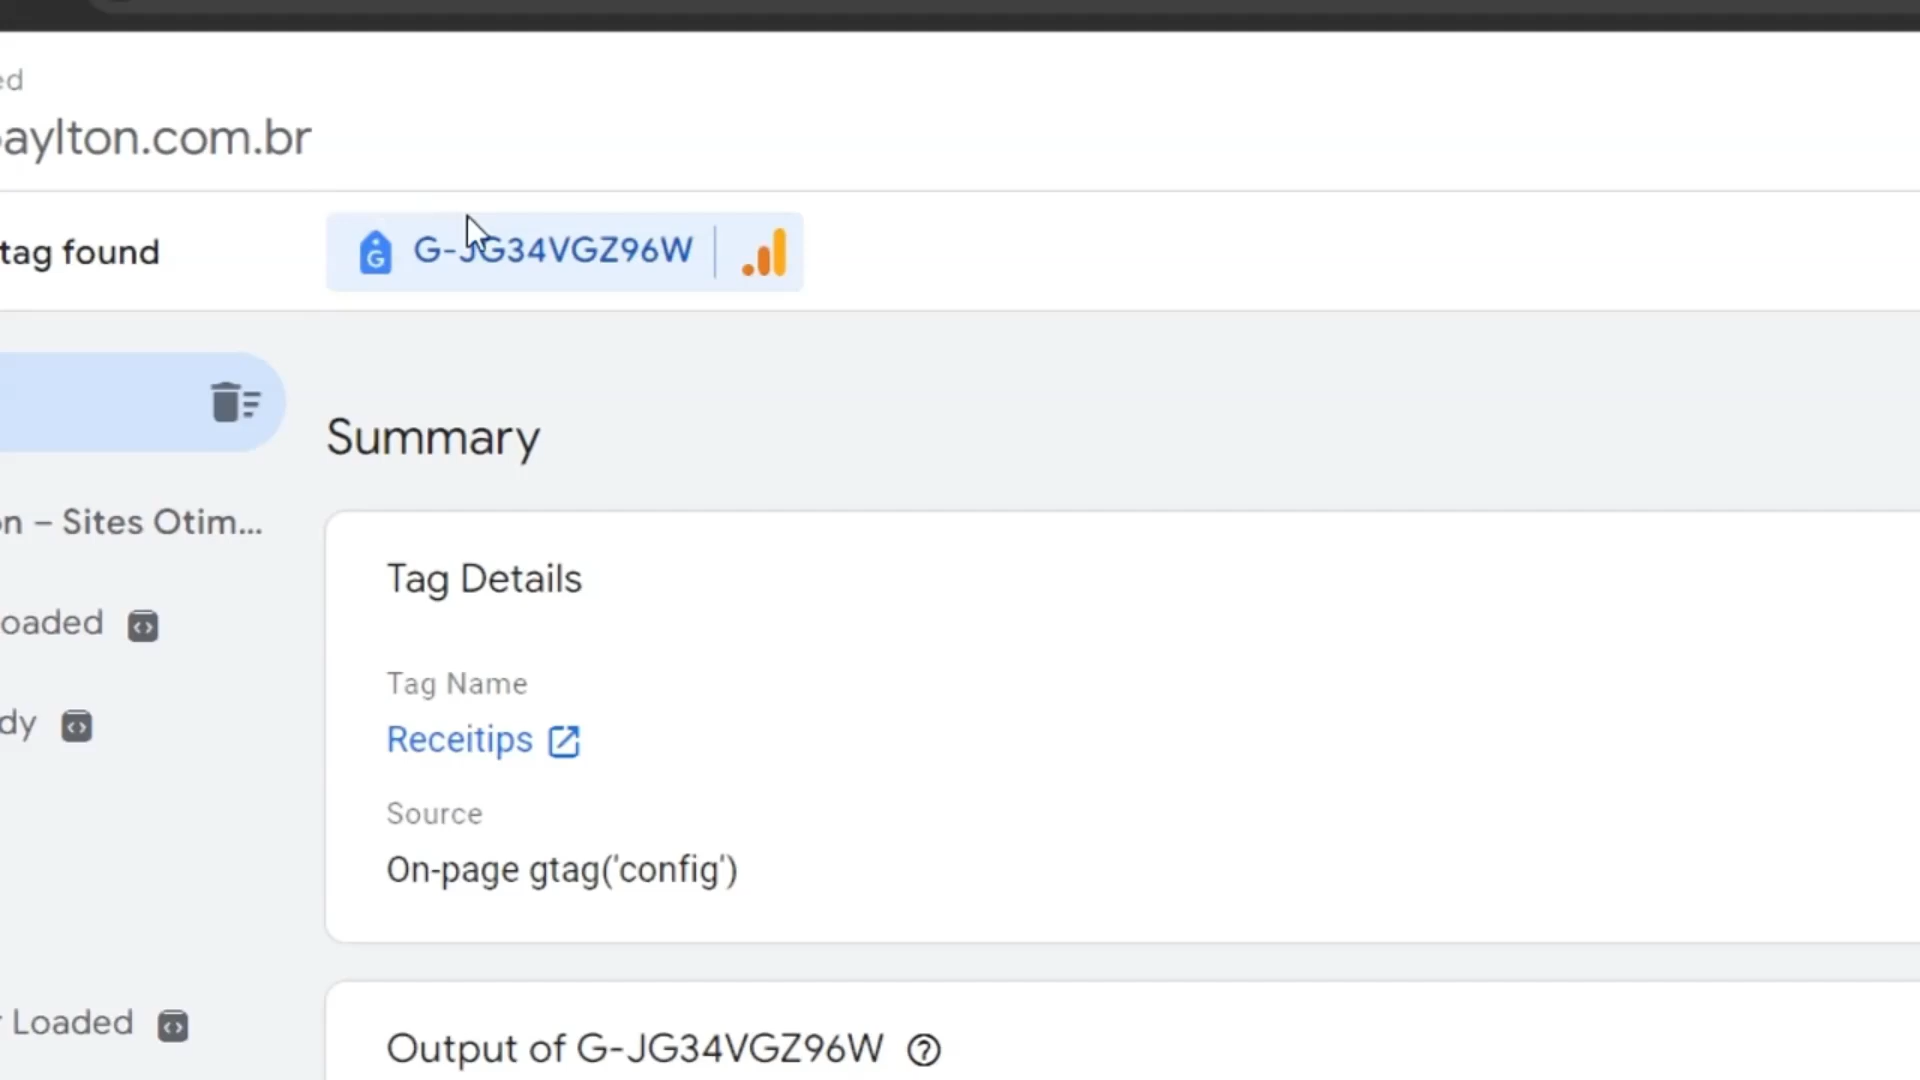 ed
aylton.com.br
tag found
G-JG34VGZ96W
Summary
on – Sites Otim...
Tag Details
oaded
Tag Name
dy
Receitips
Source
On-page gtag('config')
r Loaded
Output of G-JG34VGZ96W